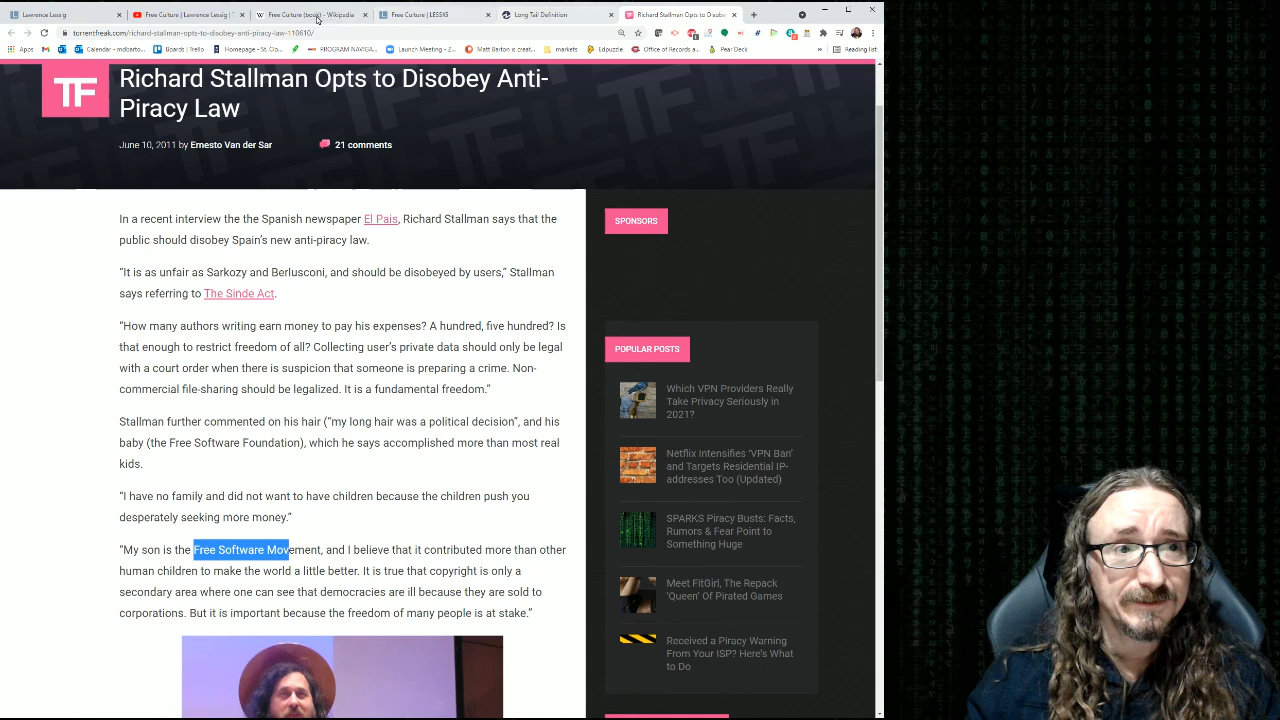 Lawrence Lessig
Free Culture | Lawrence Lessig | T
Free Culture (book) - Wikipedia
Free Culture | LESSIG
Long Tail Definition
Richard Stallman Opts to Disobe
torrentfreak.com/richard-stallman-opts-to-disobey-anti-piracy-law-110610/
Apps
Calendar - mdbarto...
Boards | Trello
Homepage - St. Clo...
PROGRAM NAVIGA...
Launch Meeting - Z...
Matt Barton is creat...
markets
Edpuzzle
Office of Records a...
Pear Deck
Reading list
TF
Richard Stallman Opts to Disobey Anti-
Piracy Law
June 10, 2011 by Ernesto Van der Sar
21 comments
In a recent interview the the Spanish newspaper El Pais, Richard Stallman says that the
public should disobey Spain's new anti-piracy law.
“It is as unfair as Sarkozy and Berlusconi, and should be disobeyed by users,” Stallman
says referring to The Sinde Act.
“How many authors writing earn money to pay his expenses? A hundred, five hundred? Is
that enough to restrict freedom of all? Collecting user's private data should only be legal
with a court order when there is suspicion that someone is preparing a crime. Non-
commercial file-sharing should be legalized. It is a fundamental freedom.”
Stallman further commented on his hair (“my long hair was a political decision“, and his
baby (the Free Software Foundation), which he says accomplished more than most real
kids.
“I have no family and did not want to have children because the children push you
desperately seeking more money.”
“My son is the Free Software Movement, and I believe that it contributed more than other
human children to make the world a little better. It is true that copyright is only a
secondary area where one can see that democracies are ill because they are sold to
corporations. But it is important because the freedom of many people is at stake.”
SPONSORS
POPULAR POSTS
Which VPN Providers Really
Take Privacy Seriously in
2021?
Netflix Intensifies 'VPN Ban'
and Targets Residential IP-
addresses Too (Updated)
SPARKS Piracy Busts: Facts,
Rumors & Fear Point to
Something Huge
Meet FitGirl, The Repack
'Queen' Of Pirated Games
Received a Piracy Warning
From Your ISP? Here's What
to Do